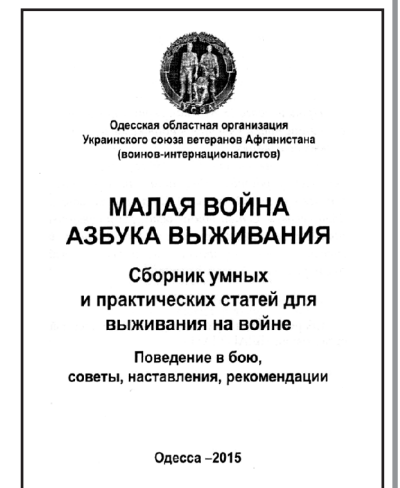 Одесская областная организация
Украинского союза ветеранов Афганистана
(воинов-интернационалистов)
МАЛАЯ ВОЙНА
АЗБУКА ВЫЖИВАНИЯ
Сборник умных
и практических статей для
выживания на войне
Поведение в бою,
советы, наставления, рекомендации
Одесса –2015